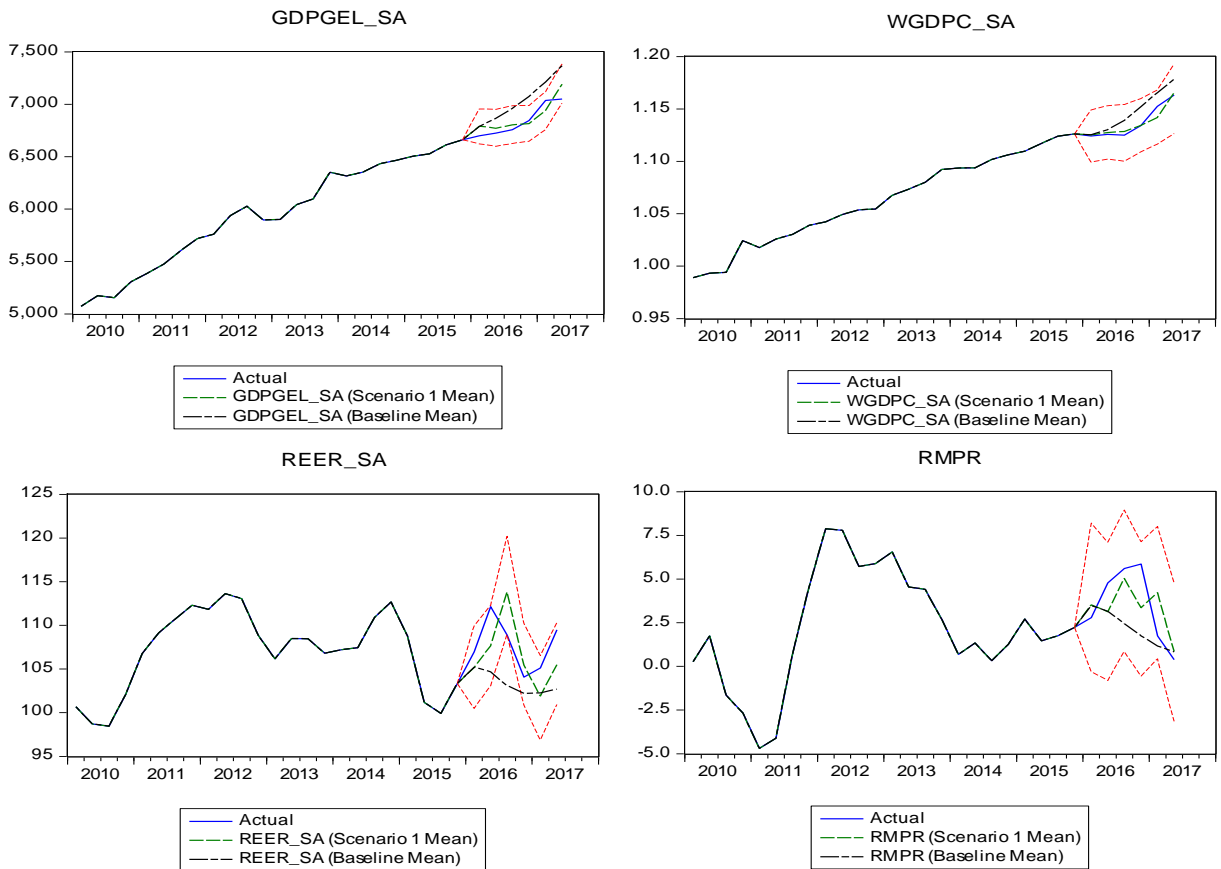 GDPGEL_SA
7,500
7,000
6,500
6,000
5,500
5,000
2010 2011 2012 2013 2014 2015 2016 2017
Actual
GDPGEL_SA (Scenario 1 Mean)
GDPGEL_SA (Baseline Mean)
WGDPC_SA
1.20
1.15
1.10
1.05
1.00
0.95
2010 2011 2012 2013 2014 2015 2016 2017
Actual
WGDPC_SA (Scenario 1 Mean)
WGDPC_SA (Baseline Mean)
REER_SA
125
120
115
110
105
100
95
2010 2011 2012 2013 2014 2015 2016 2017
Actual
REER_SA (Scenario 1 Mean)
REER_SA (Baseline Mean)
RMPR
10.0
7.5
5.0
2.5
0.0
-2.5
-5.0
2010 2011 2012 2013 2014 2015 2016 2017
Actual
RMPR (Scenario 1 Mean)
RMPR (Baseline Mean)